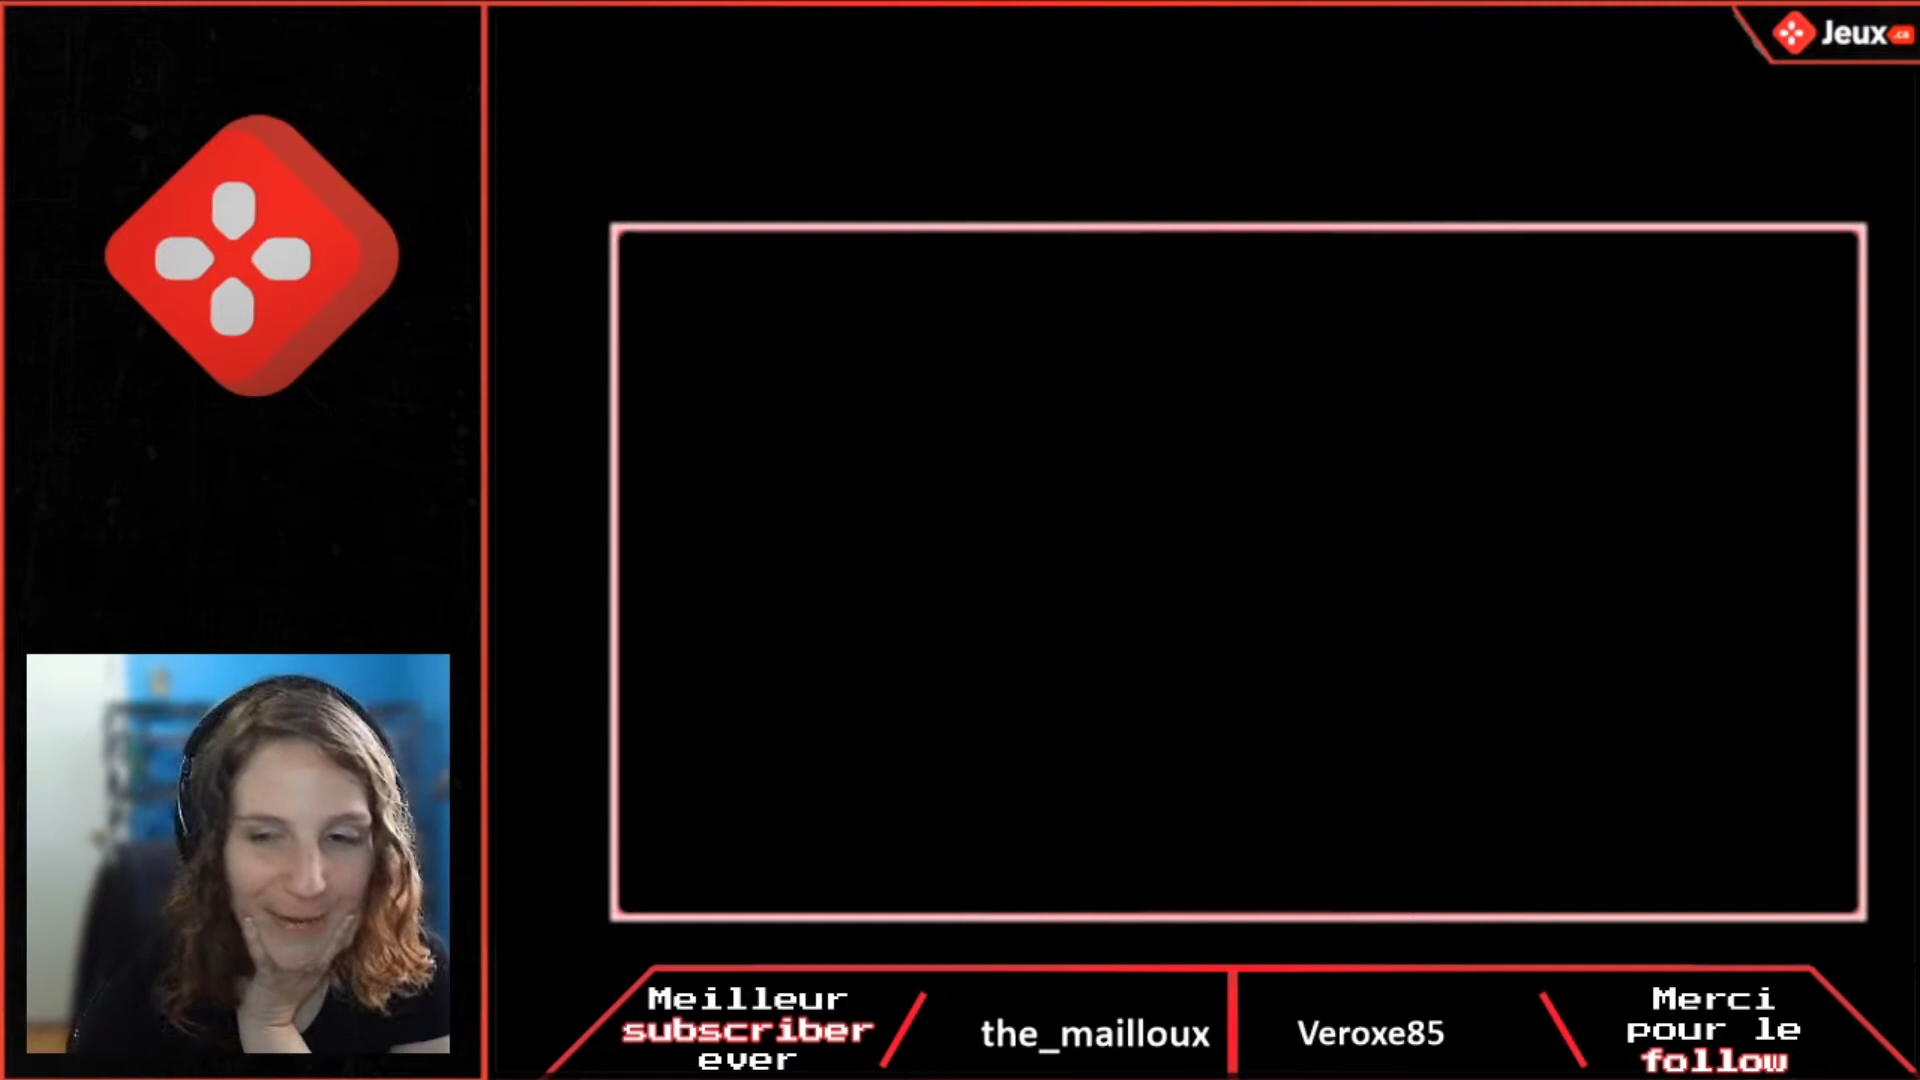 Jeux.ca
Meilleur
subscriber
ever
the_mailloux
Veroxe85
Merci
pour le
follow